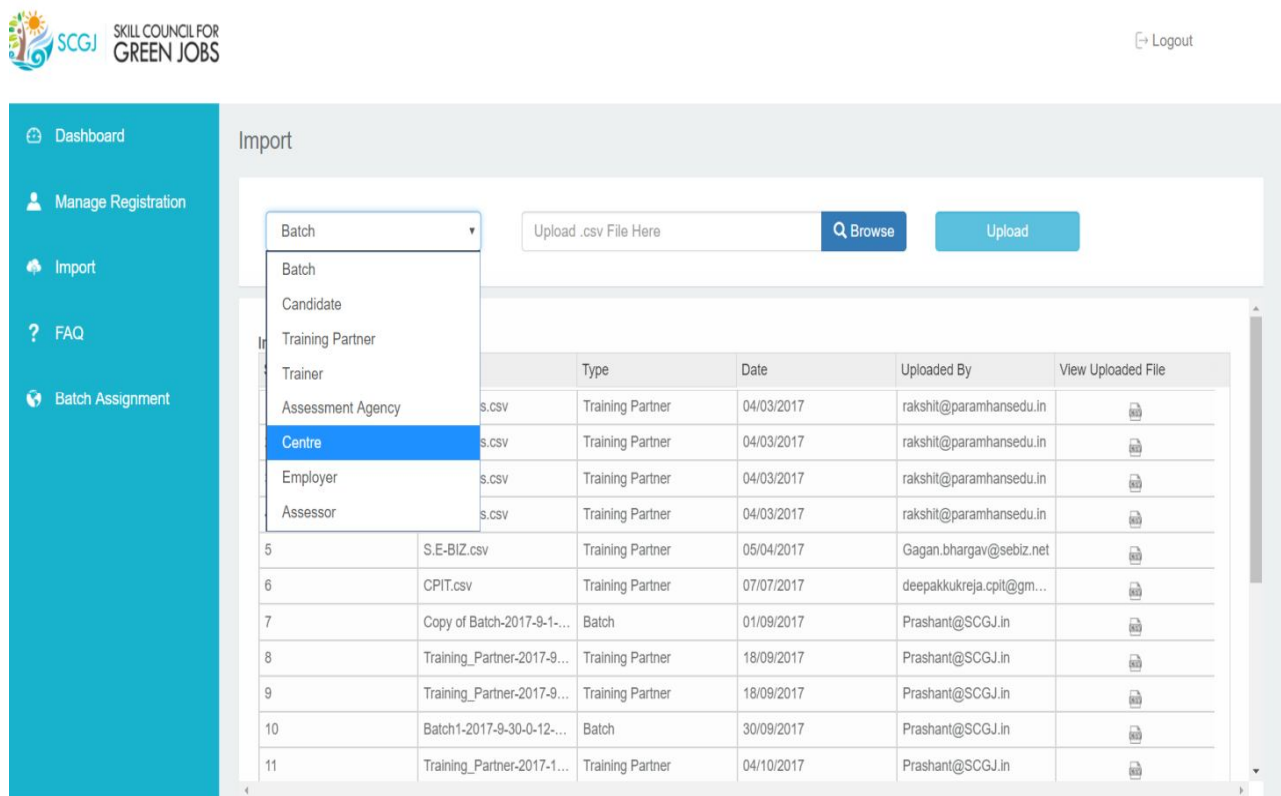 SCGJ
SKILL COUNCIL FOR
GREEN JOBS
Logout
Dashboard
Manage Registration
Import
FAQ
Batch Assignment
Import
Batch
Upload .csv File Here
Browse
Upload
Batch
Candidate
Training Partner
Trainer
Assessment Agency
Centre
Employer
Assessor
Type Date Uploaded By View Uploaded File
s.csv Training Partner 04/03/2017 rakshit@paramhansedu.in
s.csv Training Partner 04/03/2017 rakshit@paramhansedu.in
s.csv Training Partner 04/03/2017 rakshit@paramhansedu.in
s.csv Training Partner 04/03/2017 rakshit@paramhansedu.in
5 S.E-BIZ.csv Training Partner 05/04/2017 Gagan.bhargav@sebiz.net
6 CPIT.csv Training Partner 07/07/2017 deepakkukreja.cpit@gm...
7 Copy of Batch-2017-9-1-... Batch 01/09/2017 Prashant@SCGJ.in
8 Training_Partner-2017-9... Training Partner 18/09/2017 Prashant@SCGJ.in
9 Training_Partner-2017-9... Training Partner 18/09/2017 Prashant@SCGJ.in
10 Batch1-2017-9-30-0-12-... Batch 30/09/2017 Prashant@SCGJ.in
11 Training_Partner-2017-1... Training Partner 04/10/2017 Prashant@SCGJ.in